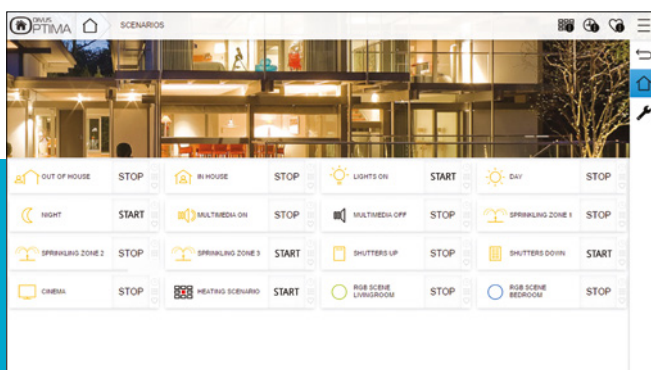 DIVUS
OPTIMA
SCENARIOS
OUT OF HOUSE STOP
IN HOUSE STOP
LIGHTS ON START
DAY STOP
NIGHT START
MULTIMEDIA ON STOP
MULTIMEDIA OFF STOP
SPRINKLING ZONE 1 STOP
SPRINKLING ZONE 2 STOP
SPRINKLING ZONE 3 START
SHUTTERS UP STOP
SHUTTERS DOWN START
CINEMA STOP
HEATING SCENARIO START
RGB SCENE
LIVINGROOM STOP
RGB SCENE
BEDROOM STOP